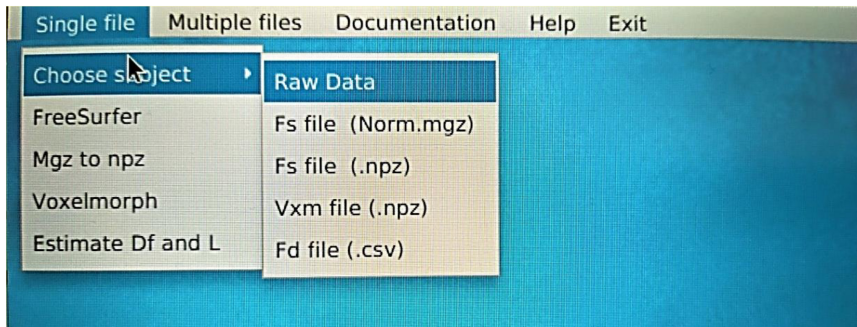 Single file Multiple files Documentation Help Exit
Choose subject
FreeSurfer
Mgz to npz
Voxelmorph
Estimate Df and L
Raw Data
Fs file (Norm.mgz)
Fs file (.npz)
Vxm file (.npz)
Fd file (.csv)